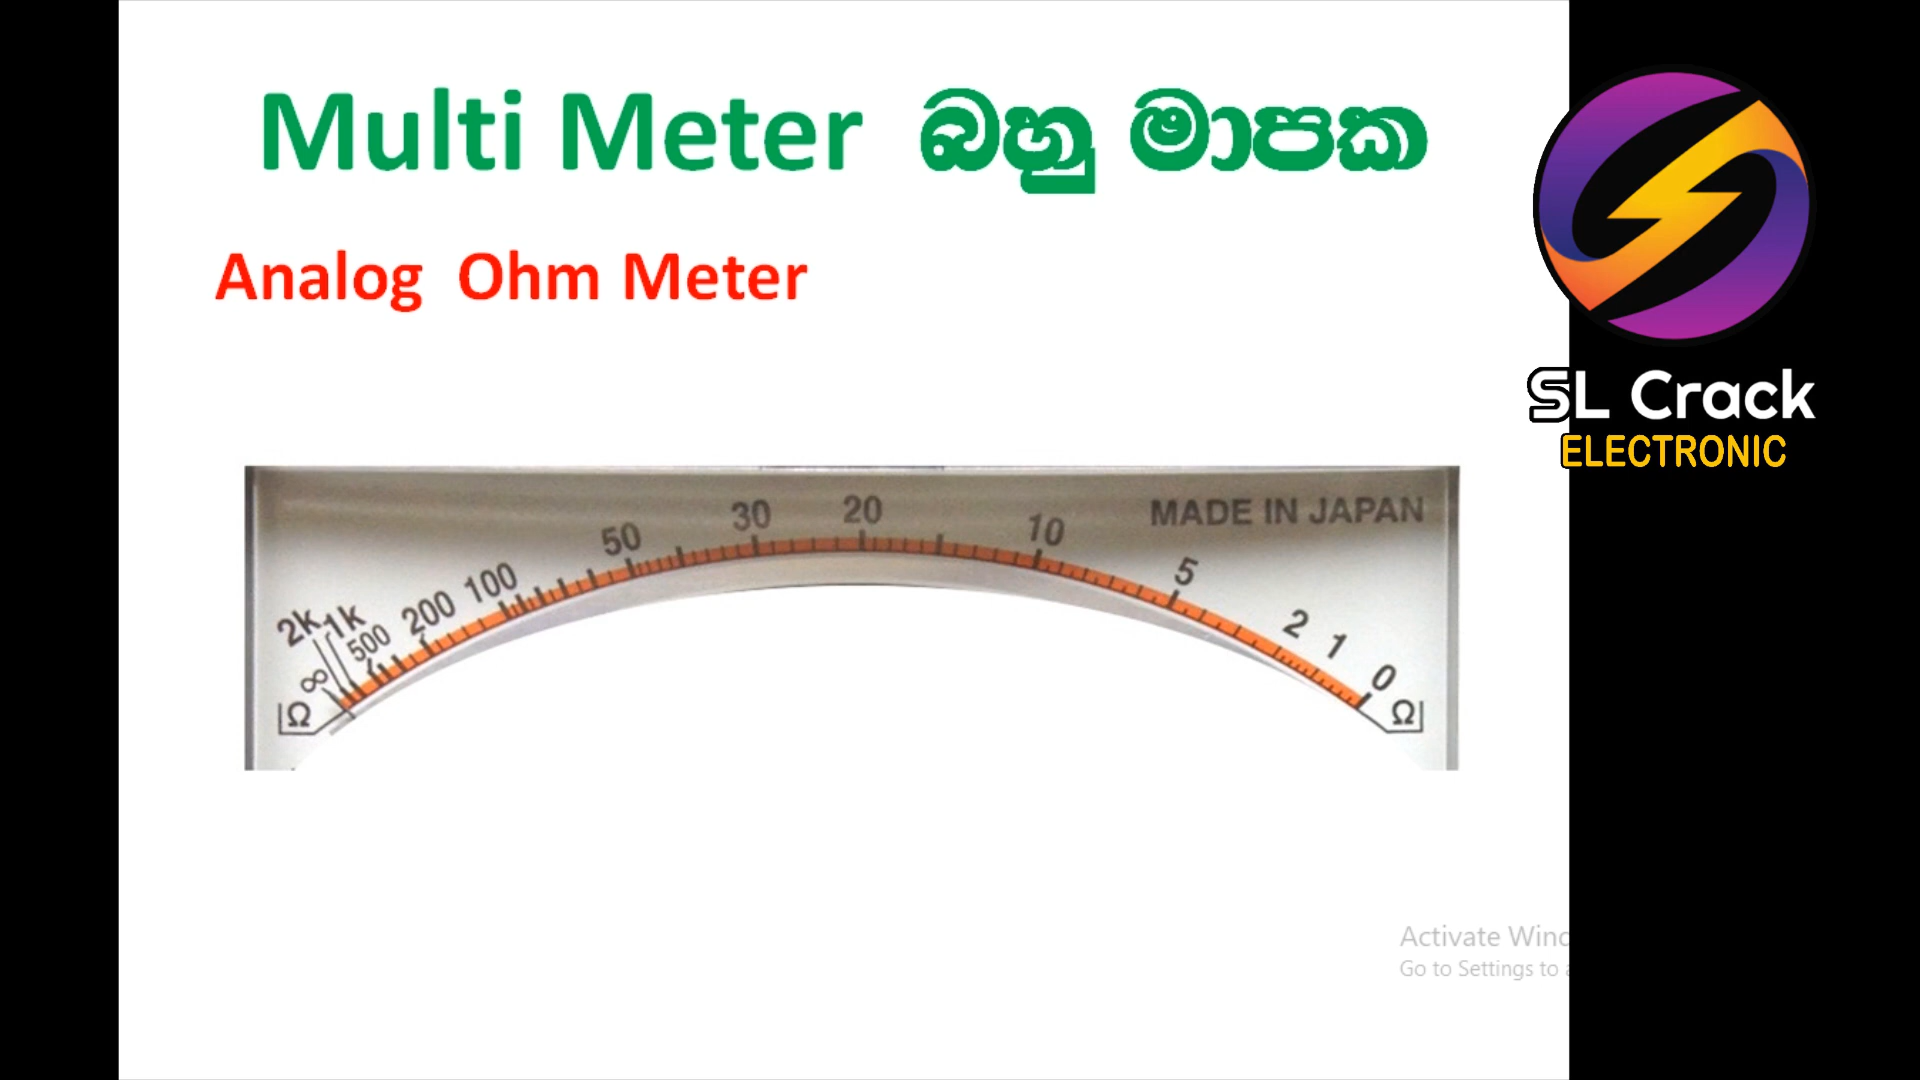 Multi Meter බහු මාපක
Analog Ohm Meter
SL Crack
ELECTRONIC
MADE IN JAPAN
2k 1k 500 200 100 50 30 20 10 5 2 1 0
∞
Ω Ω
Activate Wind
Go to Settings to a